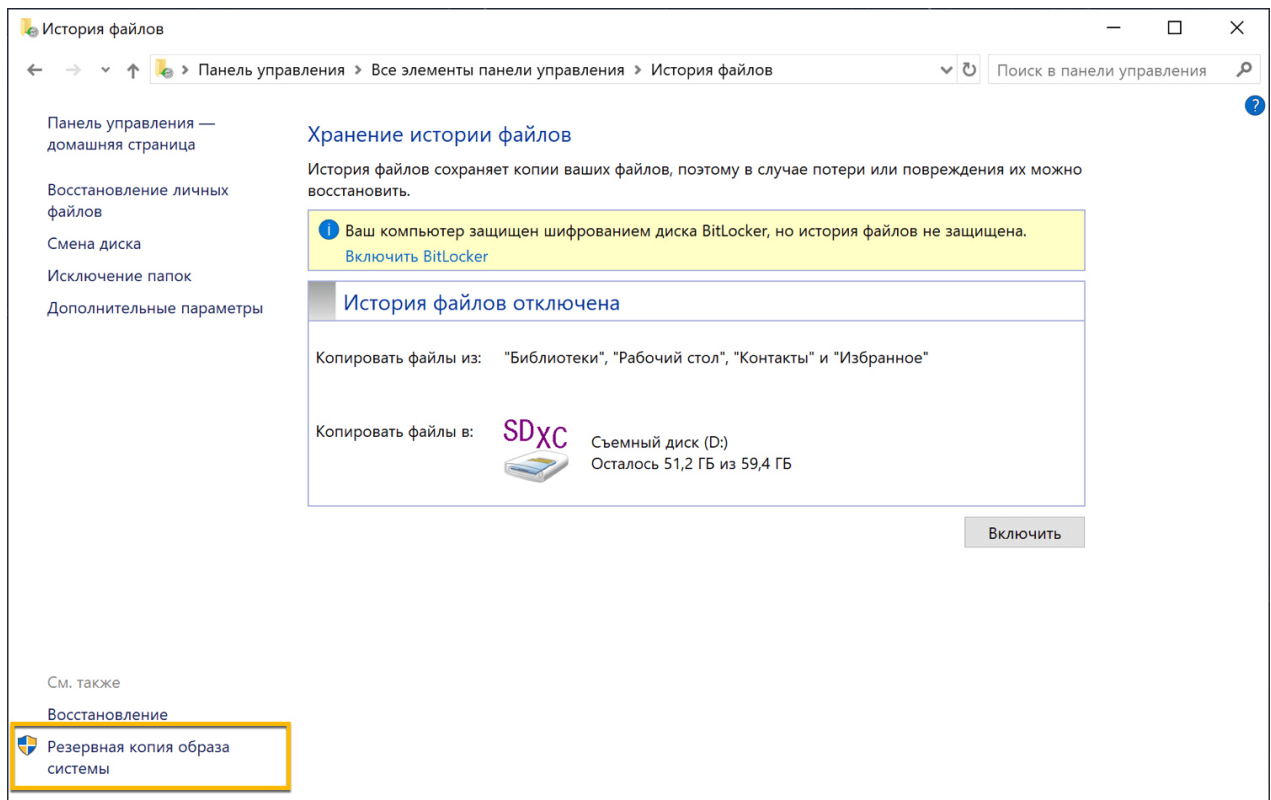 История файлов
Панель управления › Все элементы панели управления › История файлов
Поиск в панели управления
?
Панель управления —
домашняя страница
Восстановление личных
файлов
Смена диска
Исключение папок
Дополнительные параметры
Хранение истории файлов
История файлов сохраняет копии ваших файлов, поэтому в случае потери или повреждения их можно
восстановить.
Ваш компьютер защищен шифрованием диска BitLocker, но история файлов не защищена.
Включить BitLocker
История файлов отключена
Копировать файлы из: "Библиотеки", "Рабочий стол", "Контакты" и "Избранное"
Копировать файлы в:
SDXC
Съемный диск (D:)
Осталось 51,2 ГБ из 59,4 ГБ
Включить
См. также
Восстановление
Резервная копия образа
системы